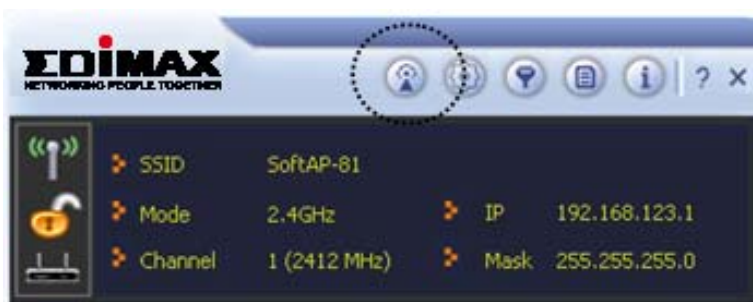 EDIMAX
NETWORKING PEOPLE TOGETHER
i ? ×
SSID SoftAP-81
Mode 2.4GHz IP 192.168.123.1
Channel 1 (2412 MHz) Mask 255.255.255.0